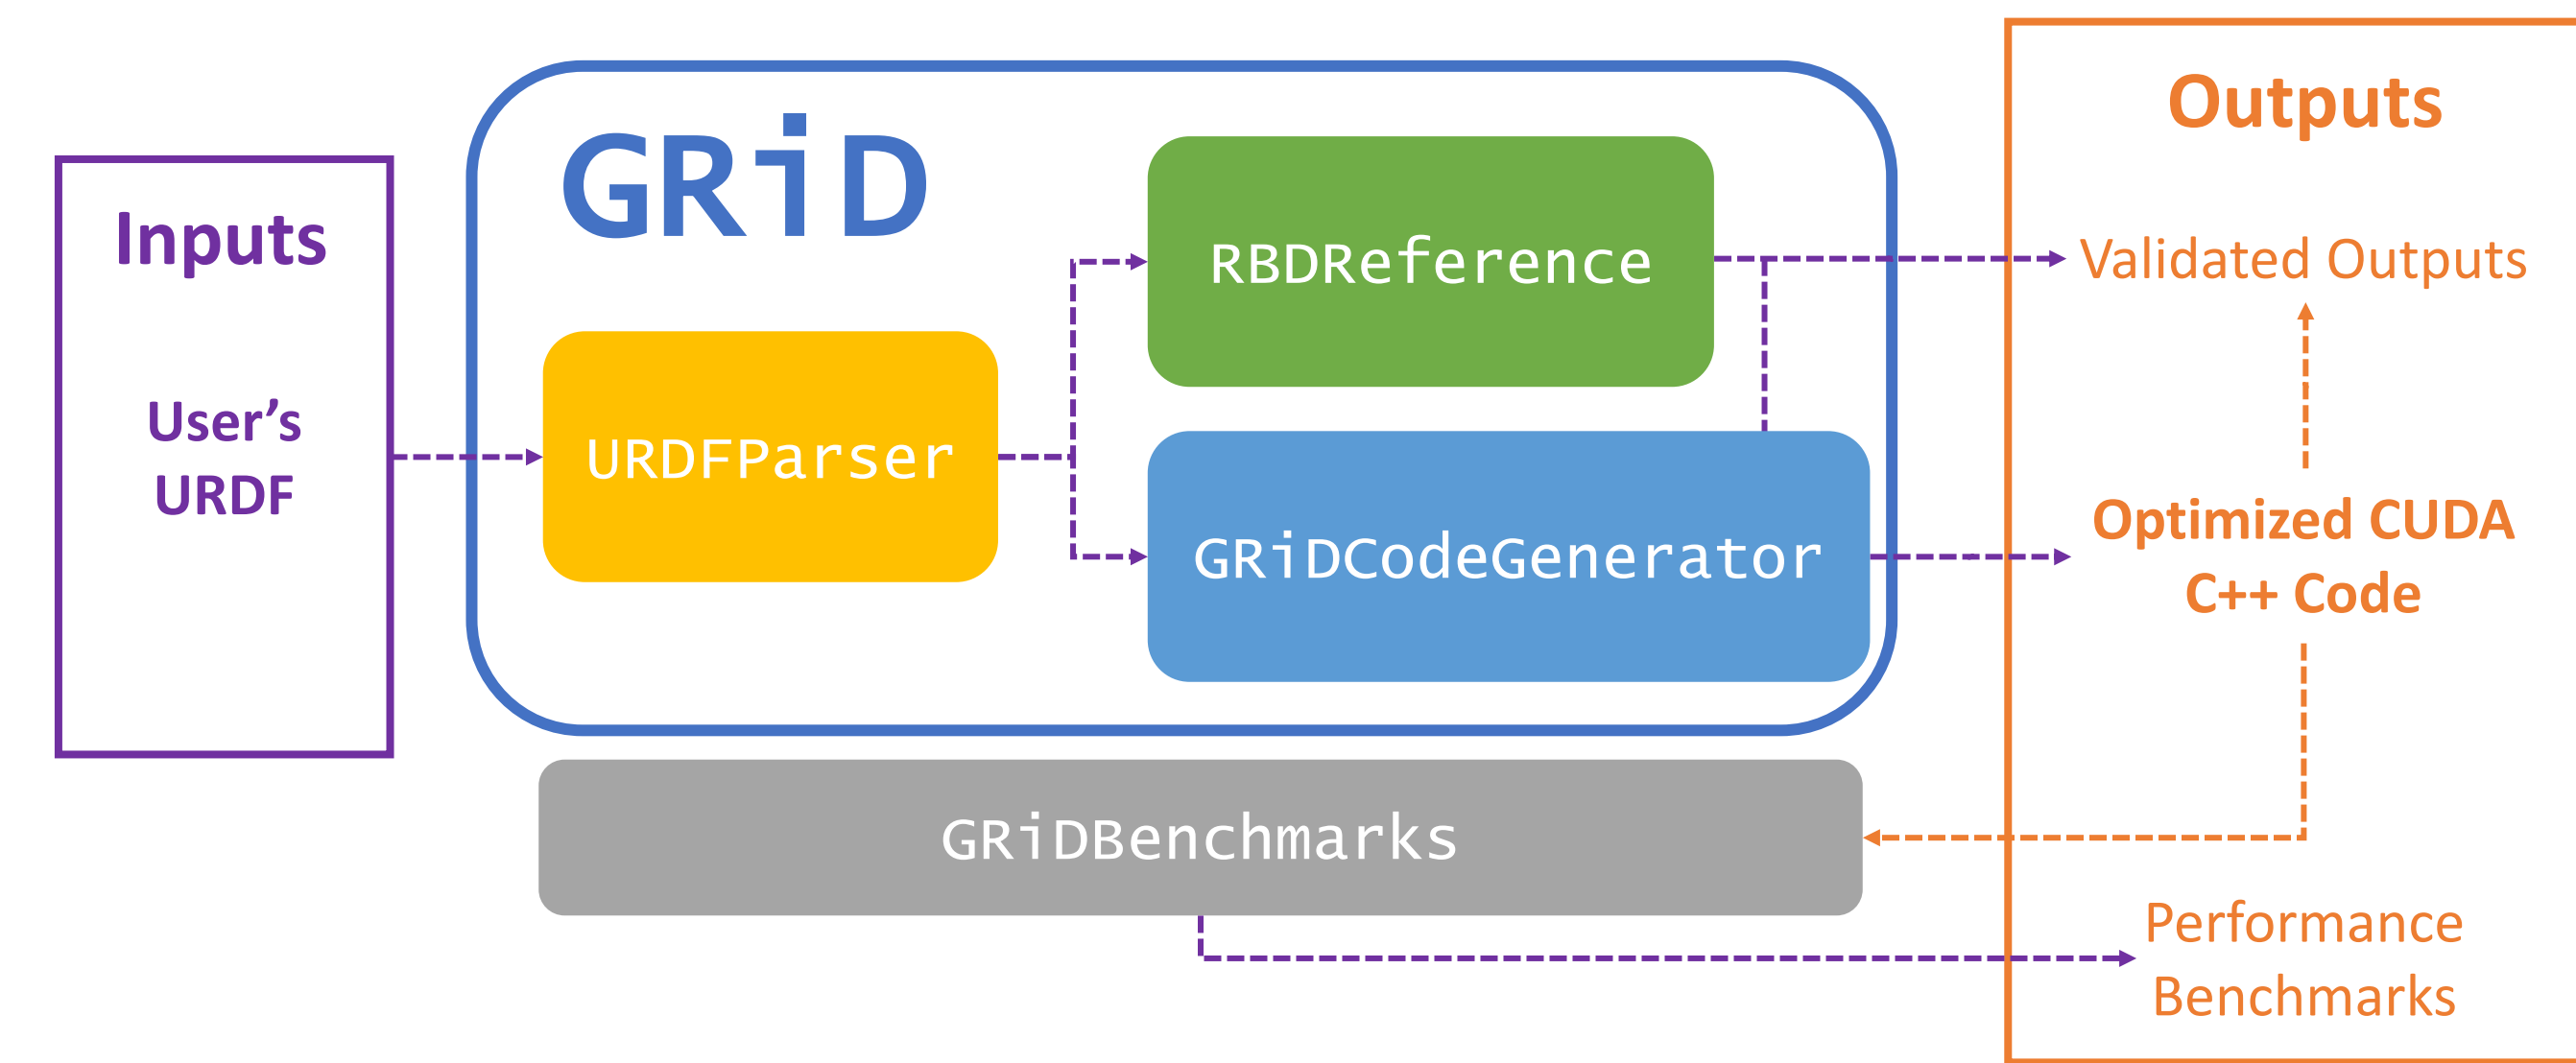 Inputs
User’s
URDF
GRiD
URDFParser
RBDReference
GRiDCodeGenerator
GRiDBenchmarks
Outputs
Validated Outputs
Optimized CUDA
C++ Code
Performance
Benchmarks